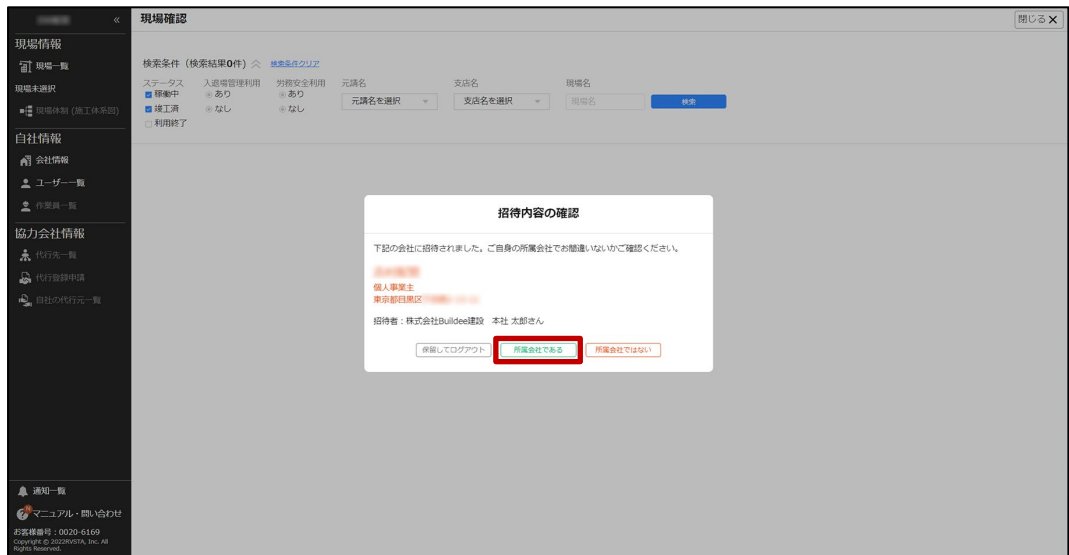 «
現場確認
閉じる X
現場情報
現場一覧
現場未選択
現場体制 (施工体系図)
自社情報
会社情報
ユーザー一覧
作業員一覧
協力会社情報
代行先一覧
代行登録申請
自社の代行元一覧
通知一覧
マニュアル・問い合わせ
お客様番号：0020-6169
Copyright © 2022RVSTA, Inc. All
Rights Reserved.
検索条件（検索結果0件） 検索条件クリア
ステータス 入退場管理利用 労務安全利用 元請名 支店名 現場名
稼働中 あり あり 元請名を選択 支店名を選択 現場名 検索
竣工済 なし なし
利用終了
招待内容の確認
下記の会社に招待されました。ご自身の所属会社でお間違いないかご確認ください。
個人事業主
東京都目黒区
招待者：株式会社Buildee建設 本社 太郎さん
保留してログアウト 所属会社である 所属会社ではない